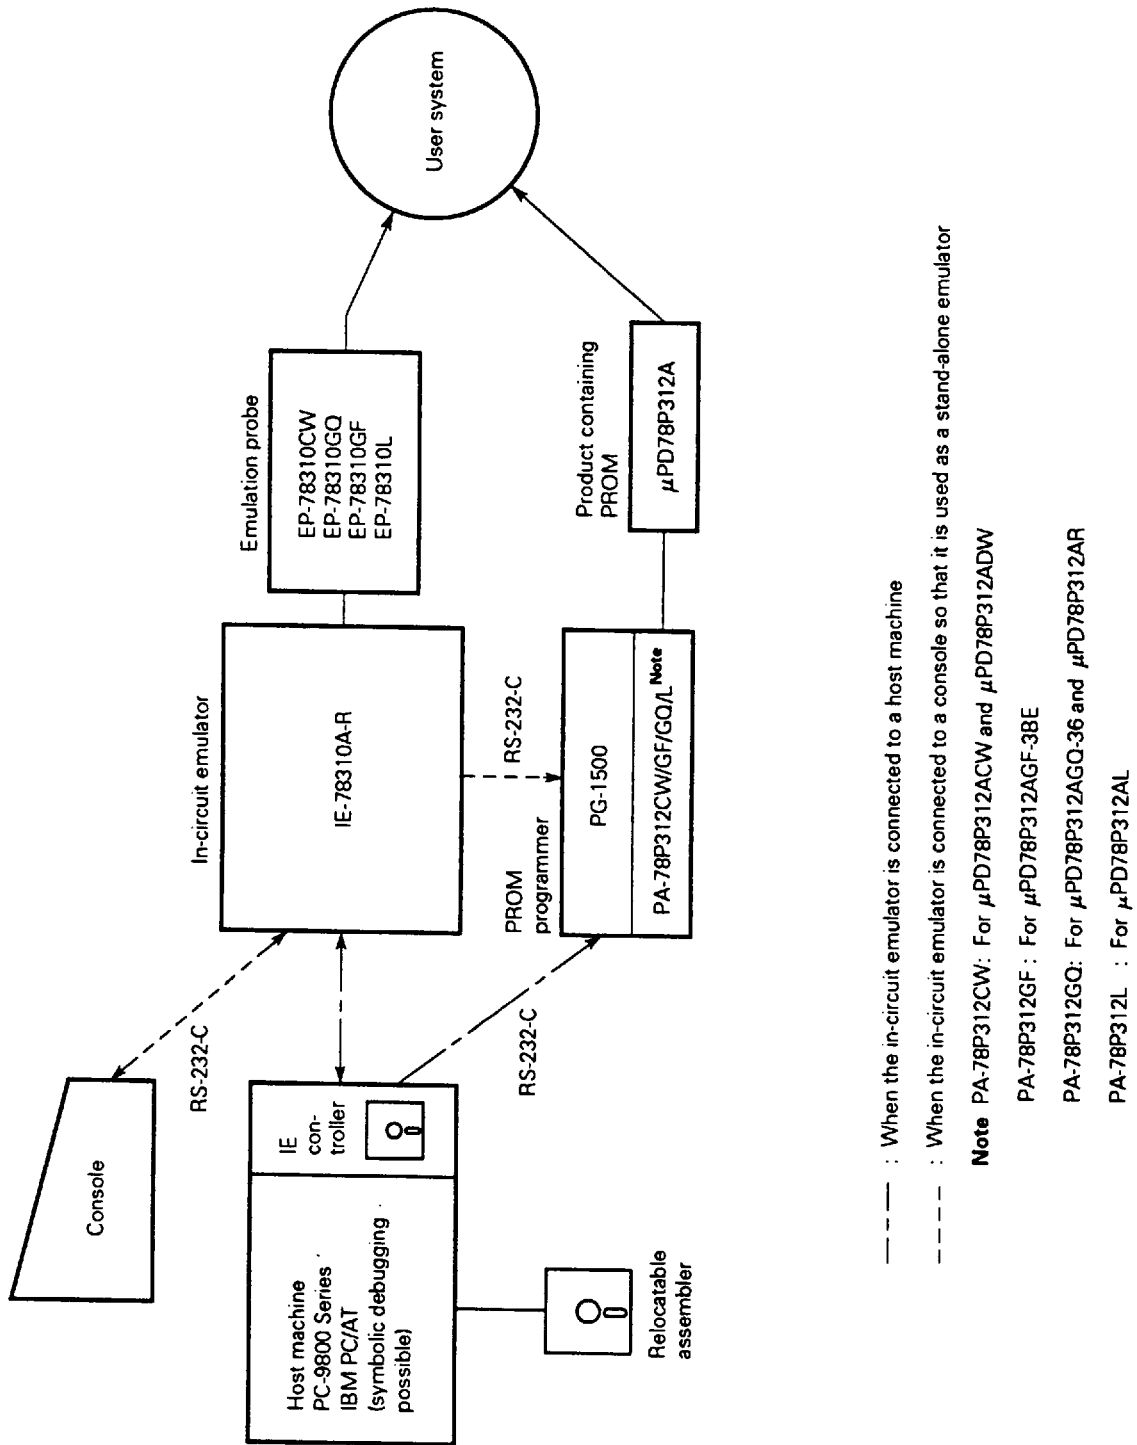 Console
RS-232-C
Host machine
PC-9800 Series
IBM PC/AT
(symbolic debugging
possible)
IE
con-
troller
Relocatable
assembler
RS-232-C
In-circuit emulator
IE-78310A-R
RS-232-C
PROM
programmer
PG-1500
PA-78P312CW/GF/GQ/L Note
Emulation probe
EP-78310CW
EP-78310GQ
EP-78310GF
EP-78310L
Product containing
PROM
μPD78P312A
User system
: When the in-circuit emulator is connected to a host machine
: When the in-circuit emulator is connected to a console so that it is used as a stand-alone emulator
Note PA-78P312CW: For μPD78P312ACW and μPD78P312ADW
PA-78P312GF : For μPD78P312AGF-3BE
PA-78P312GQ: For μPD78P312AGQ-36 and μPD78P312AR
PA-78P312L : For μPD78P312AL